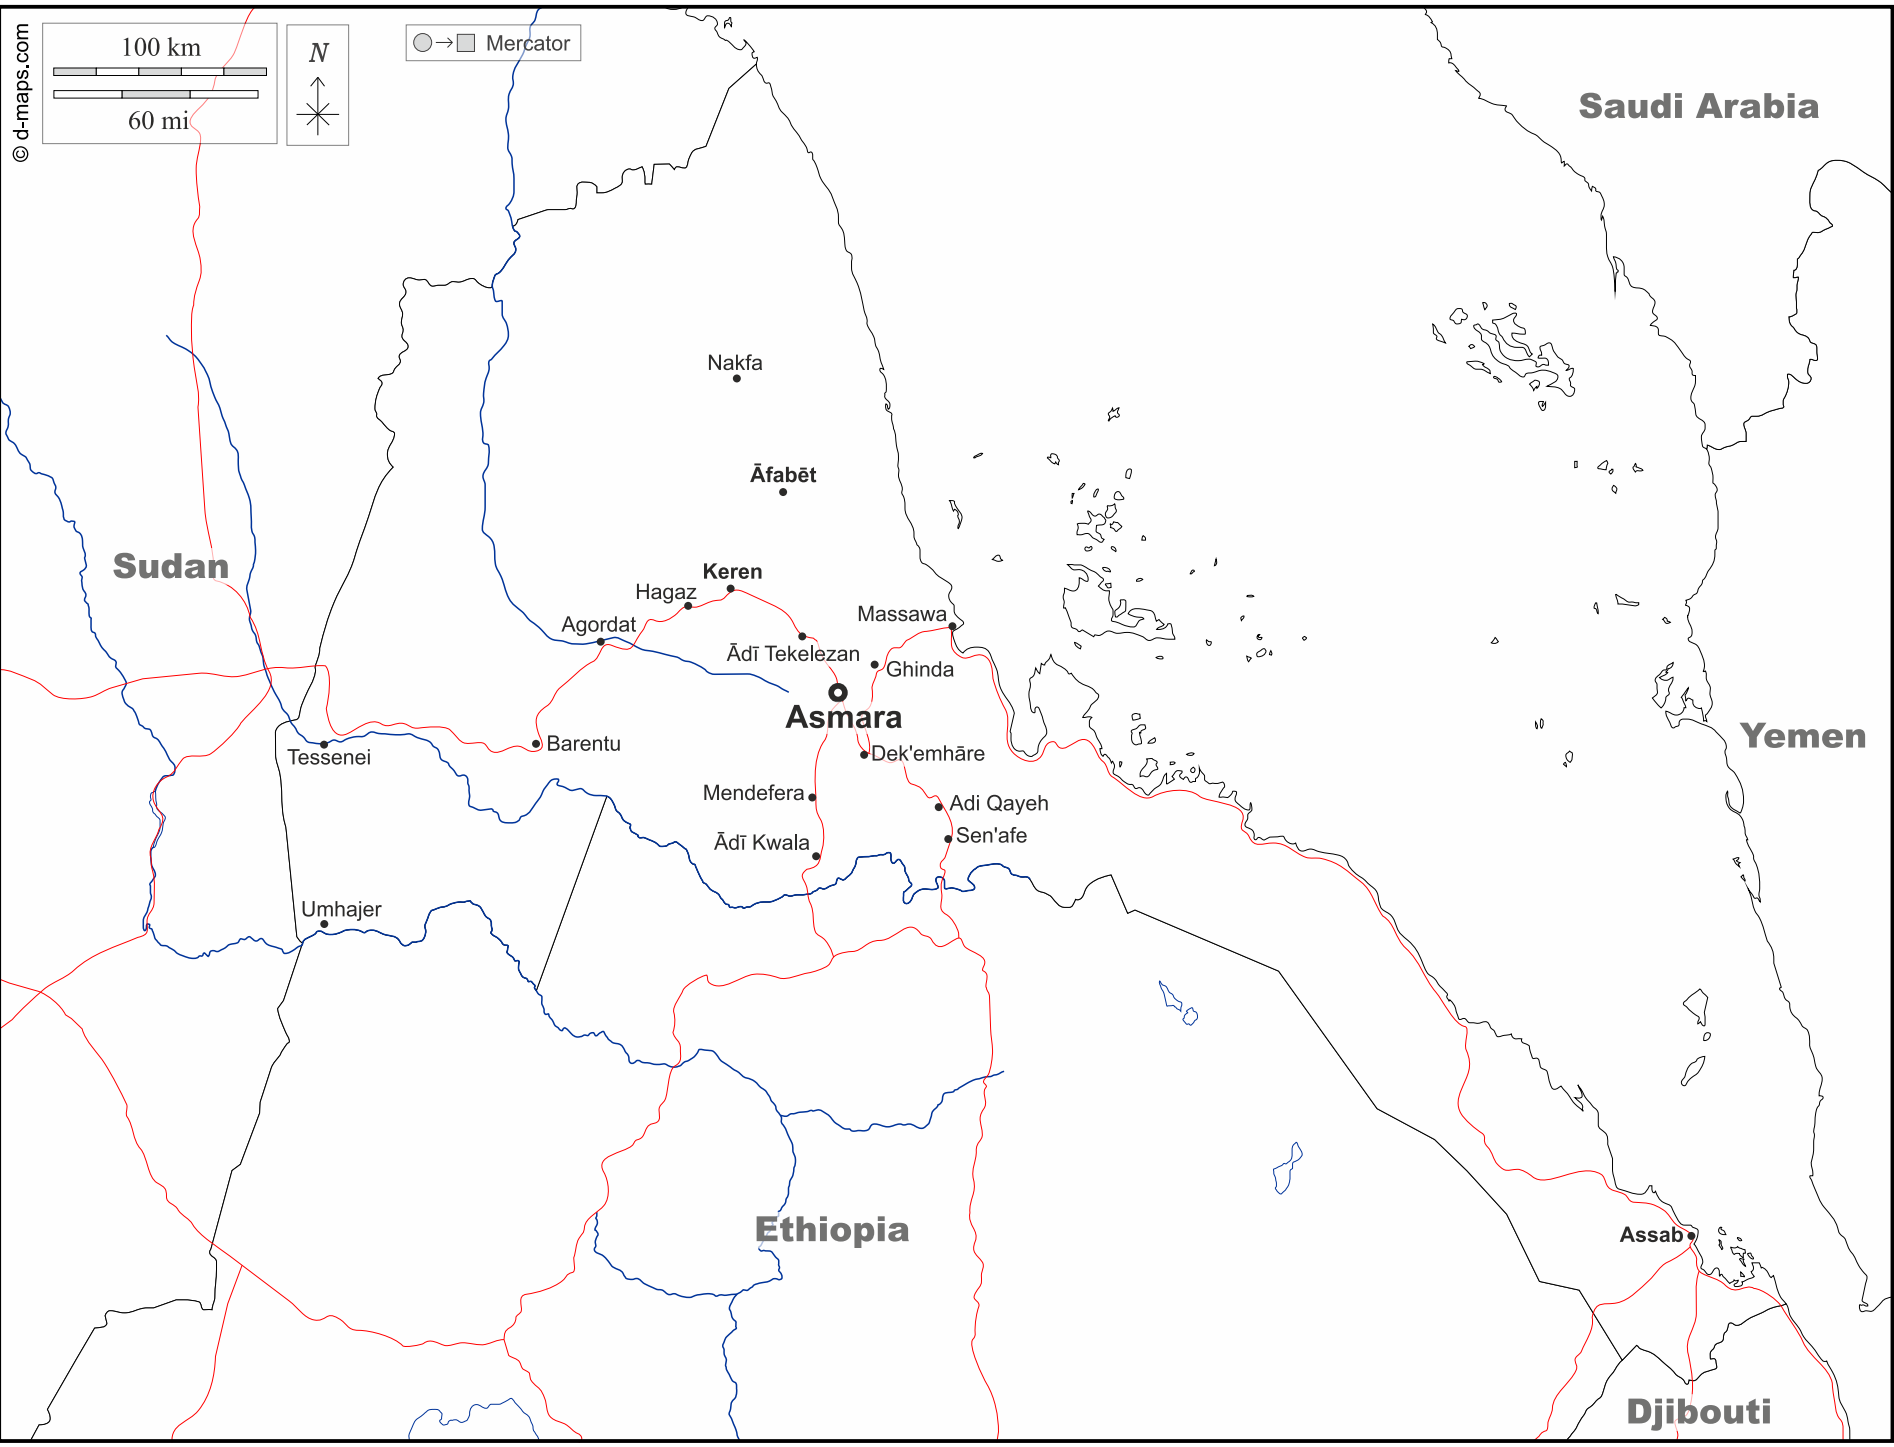 © d-maps.com
100 km
60 mi
N
Mercator
Saudi Arabia
Nakfa
Āfabēt
Sudan
Keren
Hagaz
Massawa
Agordat
Ādī Tekelezan
Ghinda
Asmara
Yemen
Barentu
Tessenei
Dek'emhāre
Mendefera
Adi Qayeh
Sen'afe
Ādī Kwala
Umhajer
Ethiopia
Assab
Djibouti